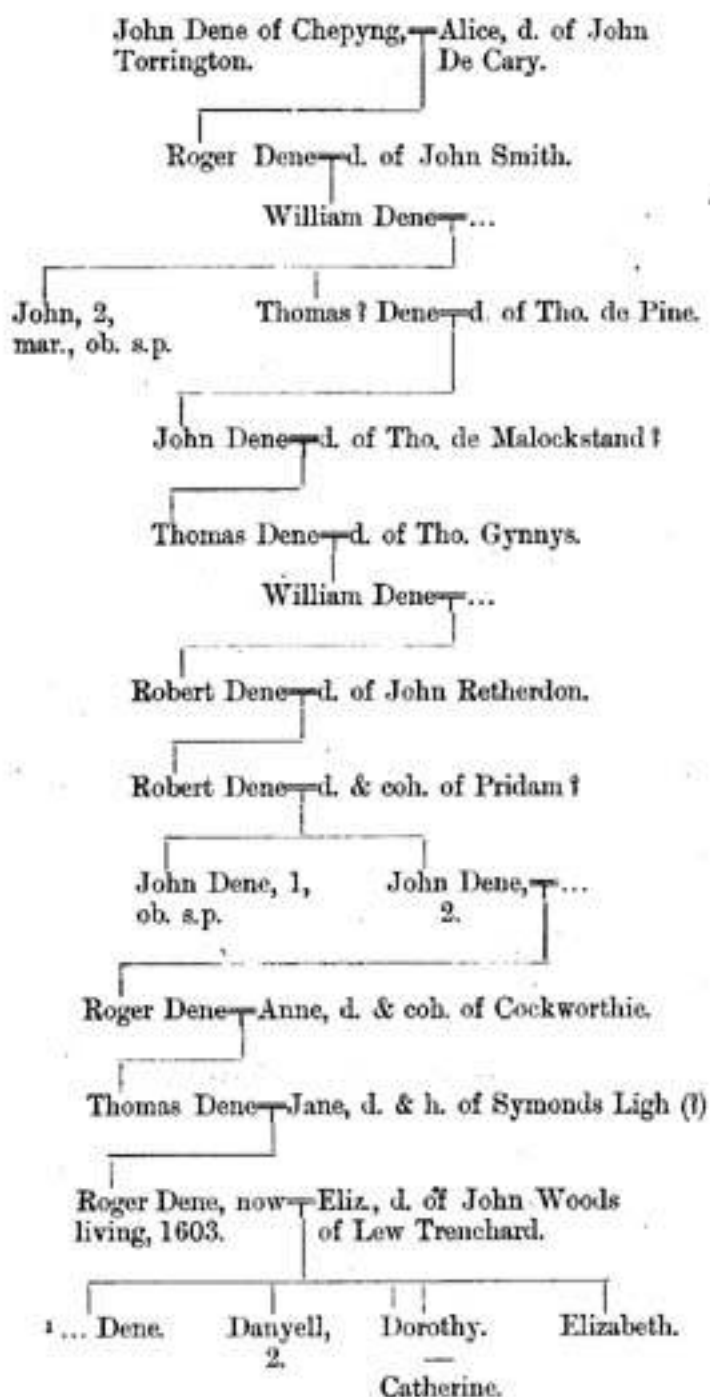 John Dene of Chepyng, Alice, d. of John
Torrington. De Cary.
Roger Dene d. of John Smith.
William Dene ...
John, 2, Thomas ? Dene d. of Tho. de Pine.
mar., ob. s.p.
John Dene d. of Tho. de Malockstand ?
Thomas Dene d. of Tho. Gynnys.
William Dene ...
Robert Dene d. of John Retherdon.
Robert Dene d. & coh. of Pridam ?
John Dene, 1, John Dene, ...
ob. s.p. 2.
Roger Dene Anne, d. & coh. of Cockworthie.
Thomas Dene Jane, d. & h. of Symonds Ligh (?)
Roger Dene, now Eliz., d. of John Woods
living, 1603. of Lew Trenchard.
... Dene. Danyell, Dorothy. Elizabeth.
2. —
Catherine.